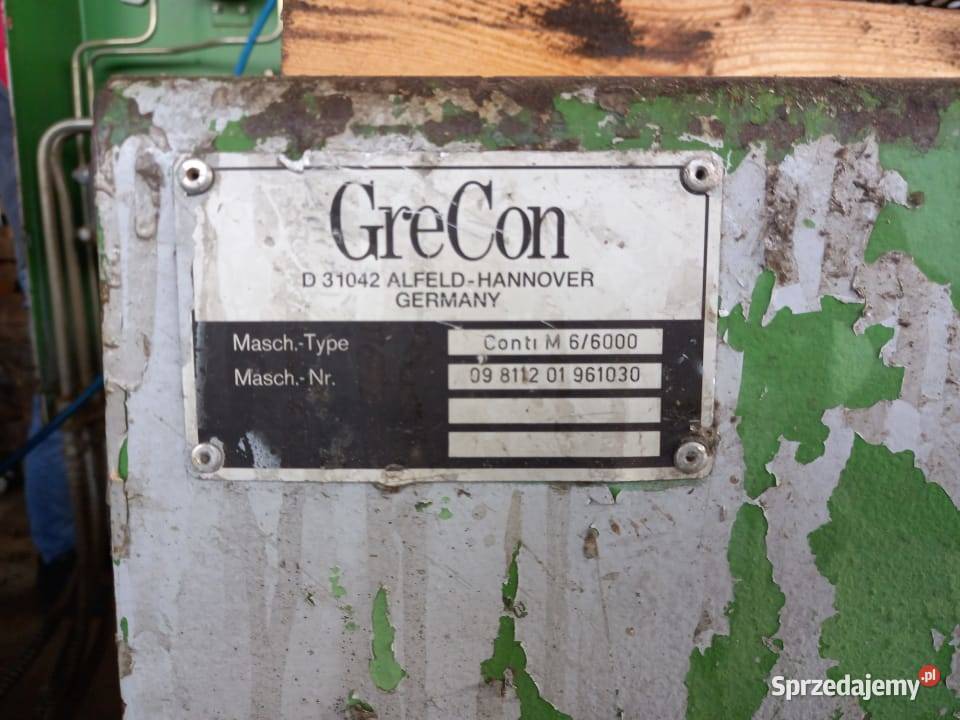 GreCon
D 31042 ALFELD-HANNOVER
GERMANY
Masch.-Type Conti M 6/6000
Masch.-Nr. 09 8112 01 961030
Sprzedajemy.pl